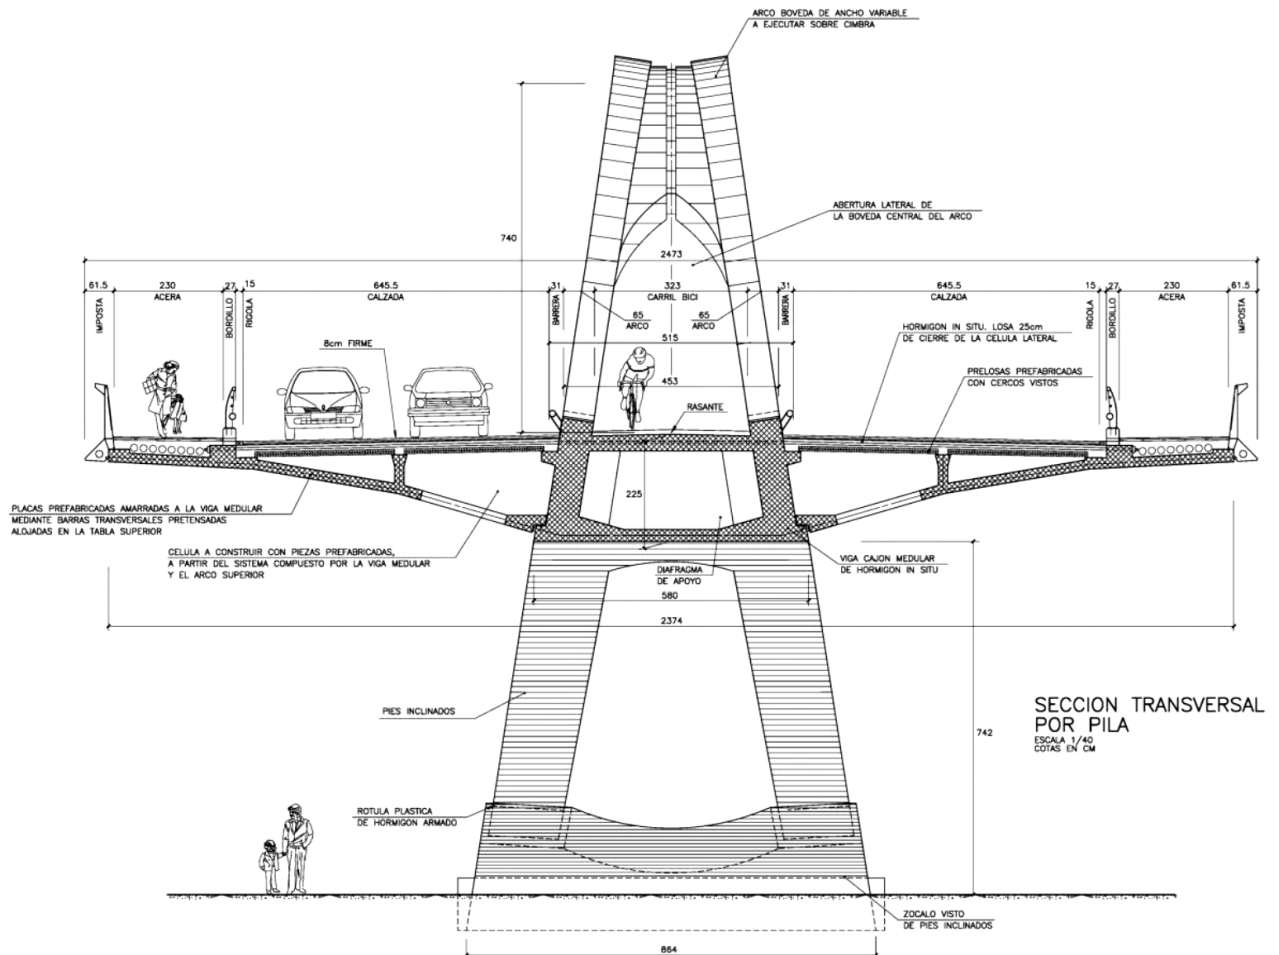 ARCO BOVEDA DE ANCHO VARIABLE
A EJECUTAR SOBRE CIMBRA
740
ABERTURA LATERAL DE
LA BOVEDA CENTRAL DEL ARCO
2473
61.5
230
27
15
645.5
31
323
31
645.5
15
27
230
61.5
IMPOSTA
ACERA
BORDILLO
RIGOLA
CALZADA
BARRERA
CARRIL BICI
BARRERA
CALZADA
RIGOLA
BORDILLO
ACERA
IMPOSTA
65
ARCO
65
ARCO
515
8cm FIRME
HORMIGON IN SITU. LOSA 25cm
DE CIERRE DE LA CELULA LATERAL
453
PRELOSAS PREFABRICADAS
CON CERCOS VISTOS
RASANTE
225
PLACAS PREFABRICADAS AMARRADAS A LA VIGA MEDULAR
MEDIANTE BARRAS TRANSVERSALES PRETENSADAS
ALOJADAS EN LA TABLA SUPERIOR
CELULA A CONSTRUIR CON PIEZAS PREFABRICADAS,
A PARTIR DEL SISTEMA COMPUESTO POR LA VIGA MEDULAR
Y EL ARCO SUPERIOR
DIAFRAGMA
DE APOYO
VIGA CAJON MEDULAR
DE HORMIGON IN SITU
580
2374
PIES INCLINADOS
742
SECCION TRANSVERSAL
POR PILA
ESCALA 1/40
COTAS EN CM
ROTULA PLASTICA
DE HORMIGON ARMADO
ZOCALO VISTO
DE PIES INCLINADOS
864